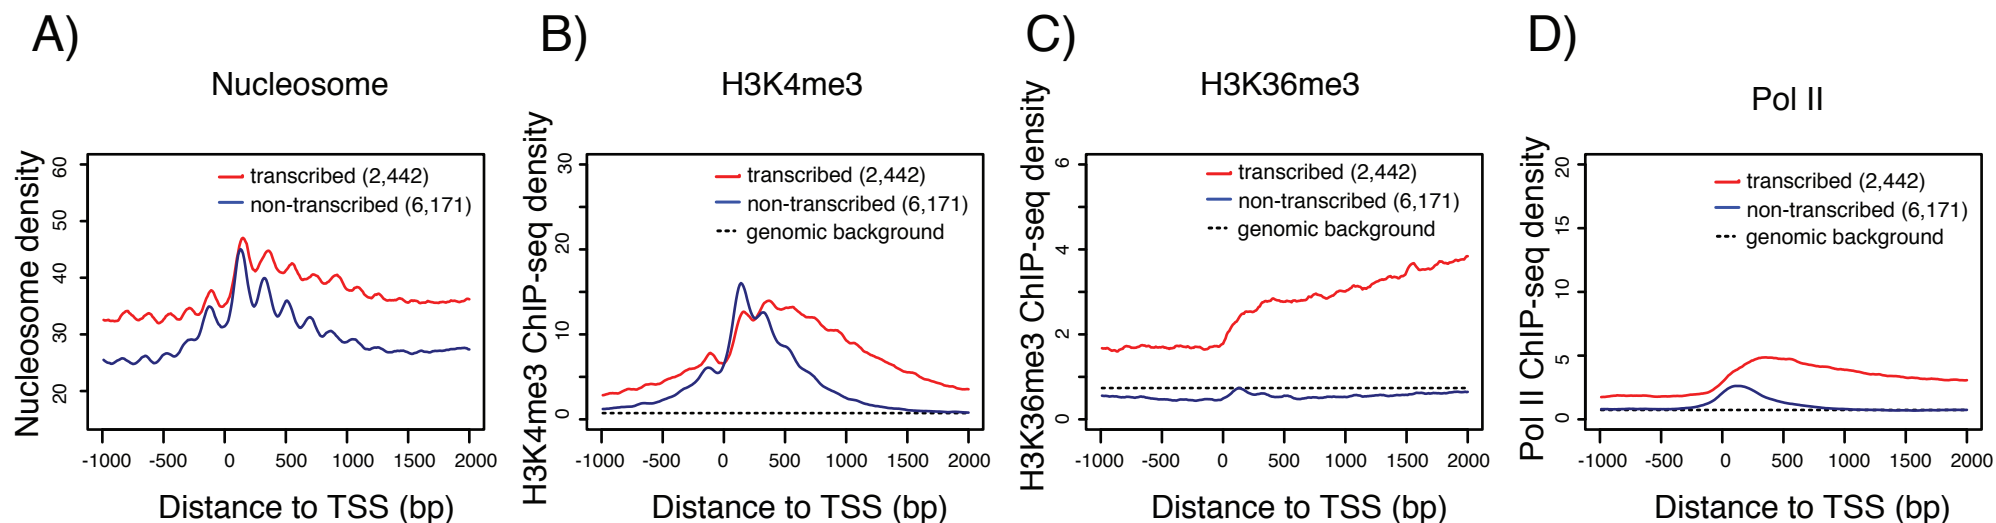 A)
Nucleosome
Nucleosome density
60
50
40
30
20
transcribed (2,442)
non-transcribed (6,171)
-1000 -500 0 500 1000 1500 2000
Distance to TSS (bp)
B)
H3K4me3
H3K4me3 ChIP-seq density
30
20
10
0
transcribed (2,442)
non-transcribed (6,171)
genomic background
-1000 -500 0 500 1000 1500 2000
Distance to TSS (bp)
C)
H3K36me3
H3K36me3 ChIP-seq density
6
4
2
0
transcribed (2,442)
non-transcribed (6,171)
genomic background
-1000 -500 0 500 1000 1500 2000
Distance to TSS (bp)
D)
Pol II
Pol II ChIP-seq density
20
15
10
5
0
transcribed (2,442)
non-transcribed (6,171)
genomic background
-1000 -500 0 500 1000 1500 2000
Distance to TSS (bp)